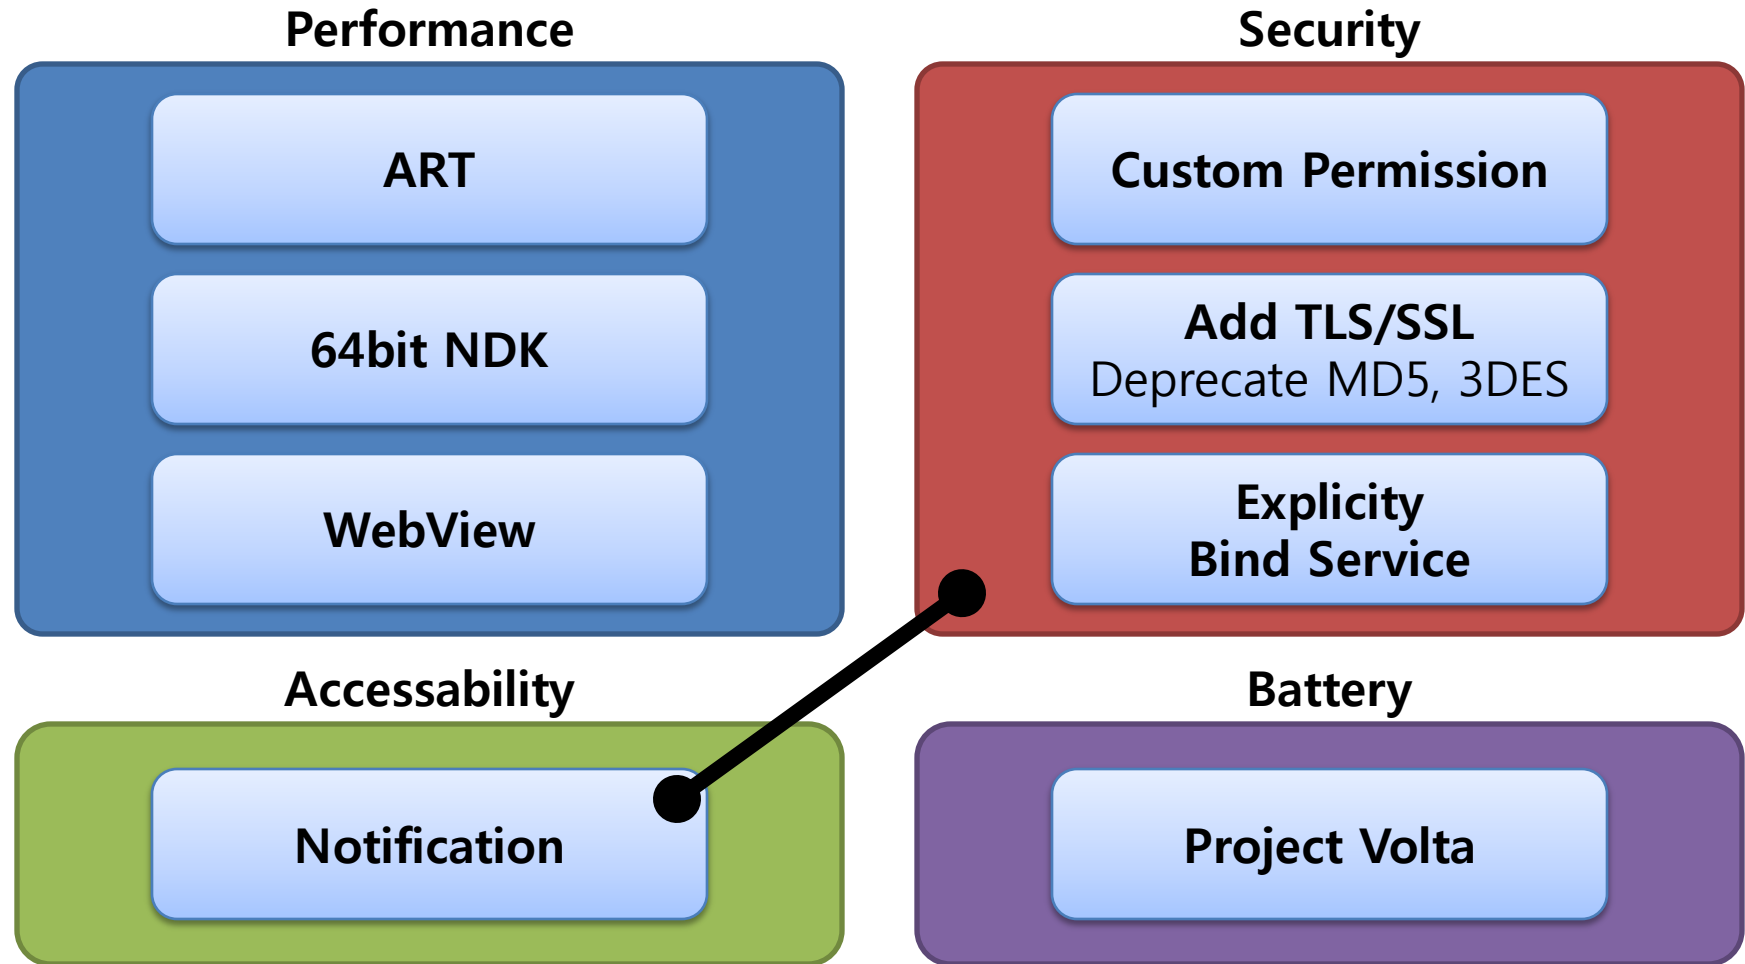 Performance
ART
64bit NDK
WebView
Security
Custom Permission
Add TLS/SSL
Deprecate MD5, 3DES
Explicity
Bind Service
Accessability
Notification
Battery
Project Volta